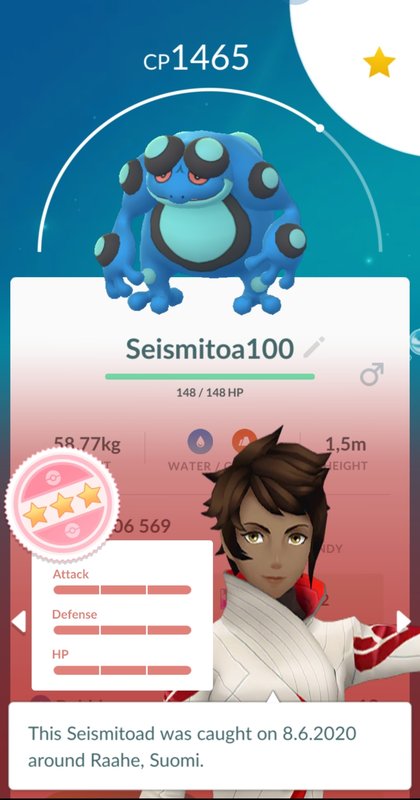 CP1465
Seismitoa100
148 / 148 HP
58.77kg
1,5m
WATER /
HEIGHT
06 569
Attack
Defense
HP
2
This Seismitoad was caught on 8.6.2020
around Raahe, Suomi.